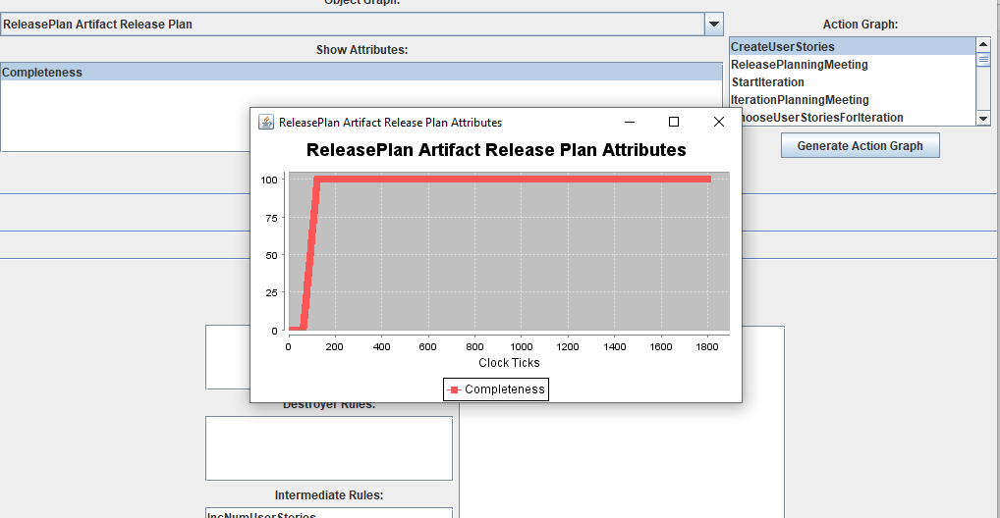 Object Graph:
ReleasePlan Artifact Release Plan
Action Graph:
Show Attributes:
CreateUserStories
Completeness
ReleasePlanningMeeting
StartIteration
IterationPlanningMeeting
hooseUserStoriesForIteration
Generate Action Graph
ReleasePlan Artifact Release Plan Attributes
ReleasePlan Artifact Release Plan Attributes
100
75
50
25
0
0 200 400 600 800 1000 1200 1400 1600 1800
Clock Ticks
Completeness
Destroyer Rules:
Intermediate Rules:
IncNumUserStories